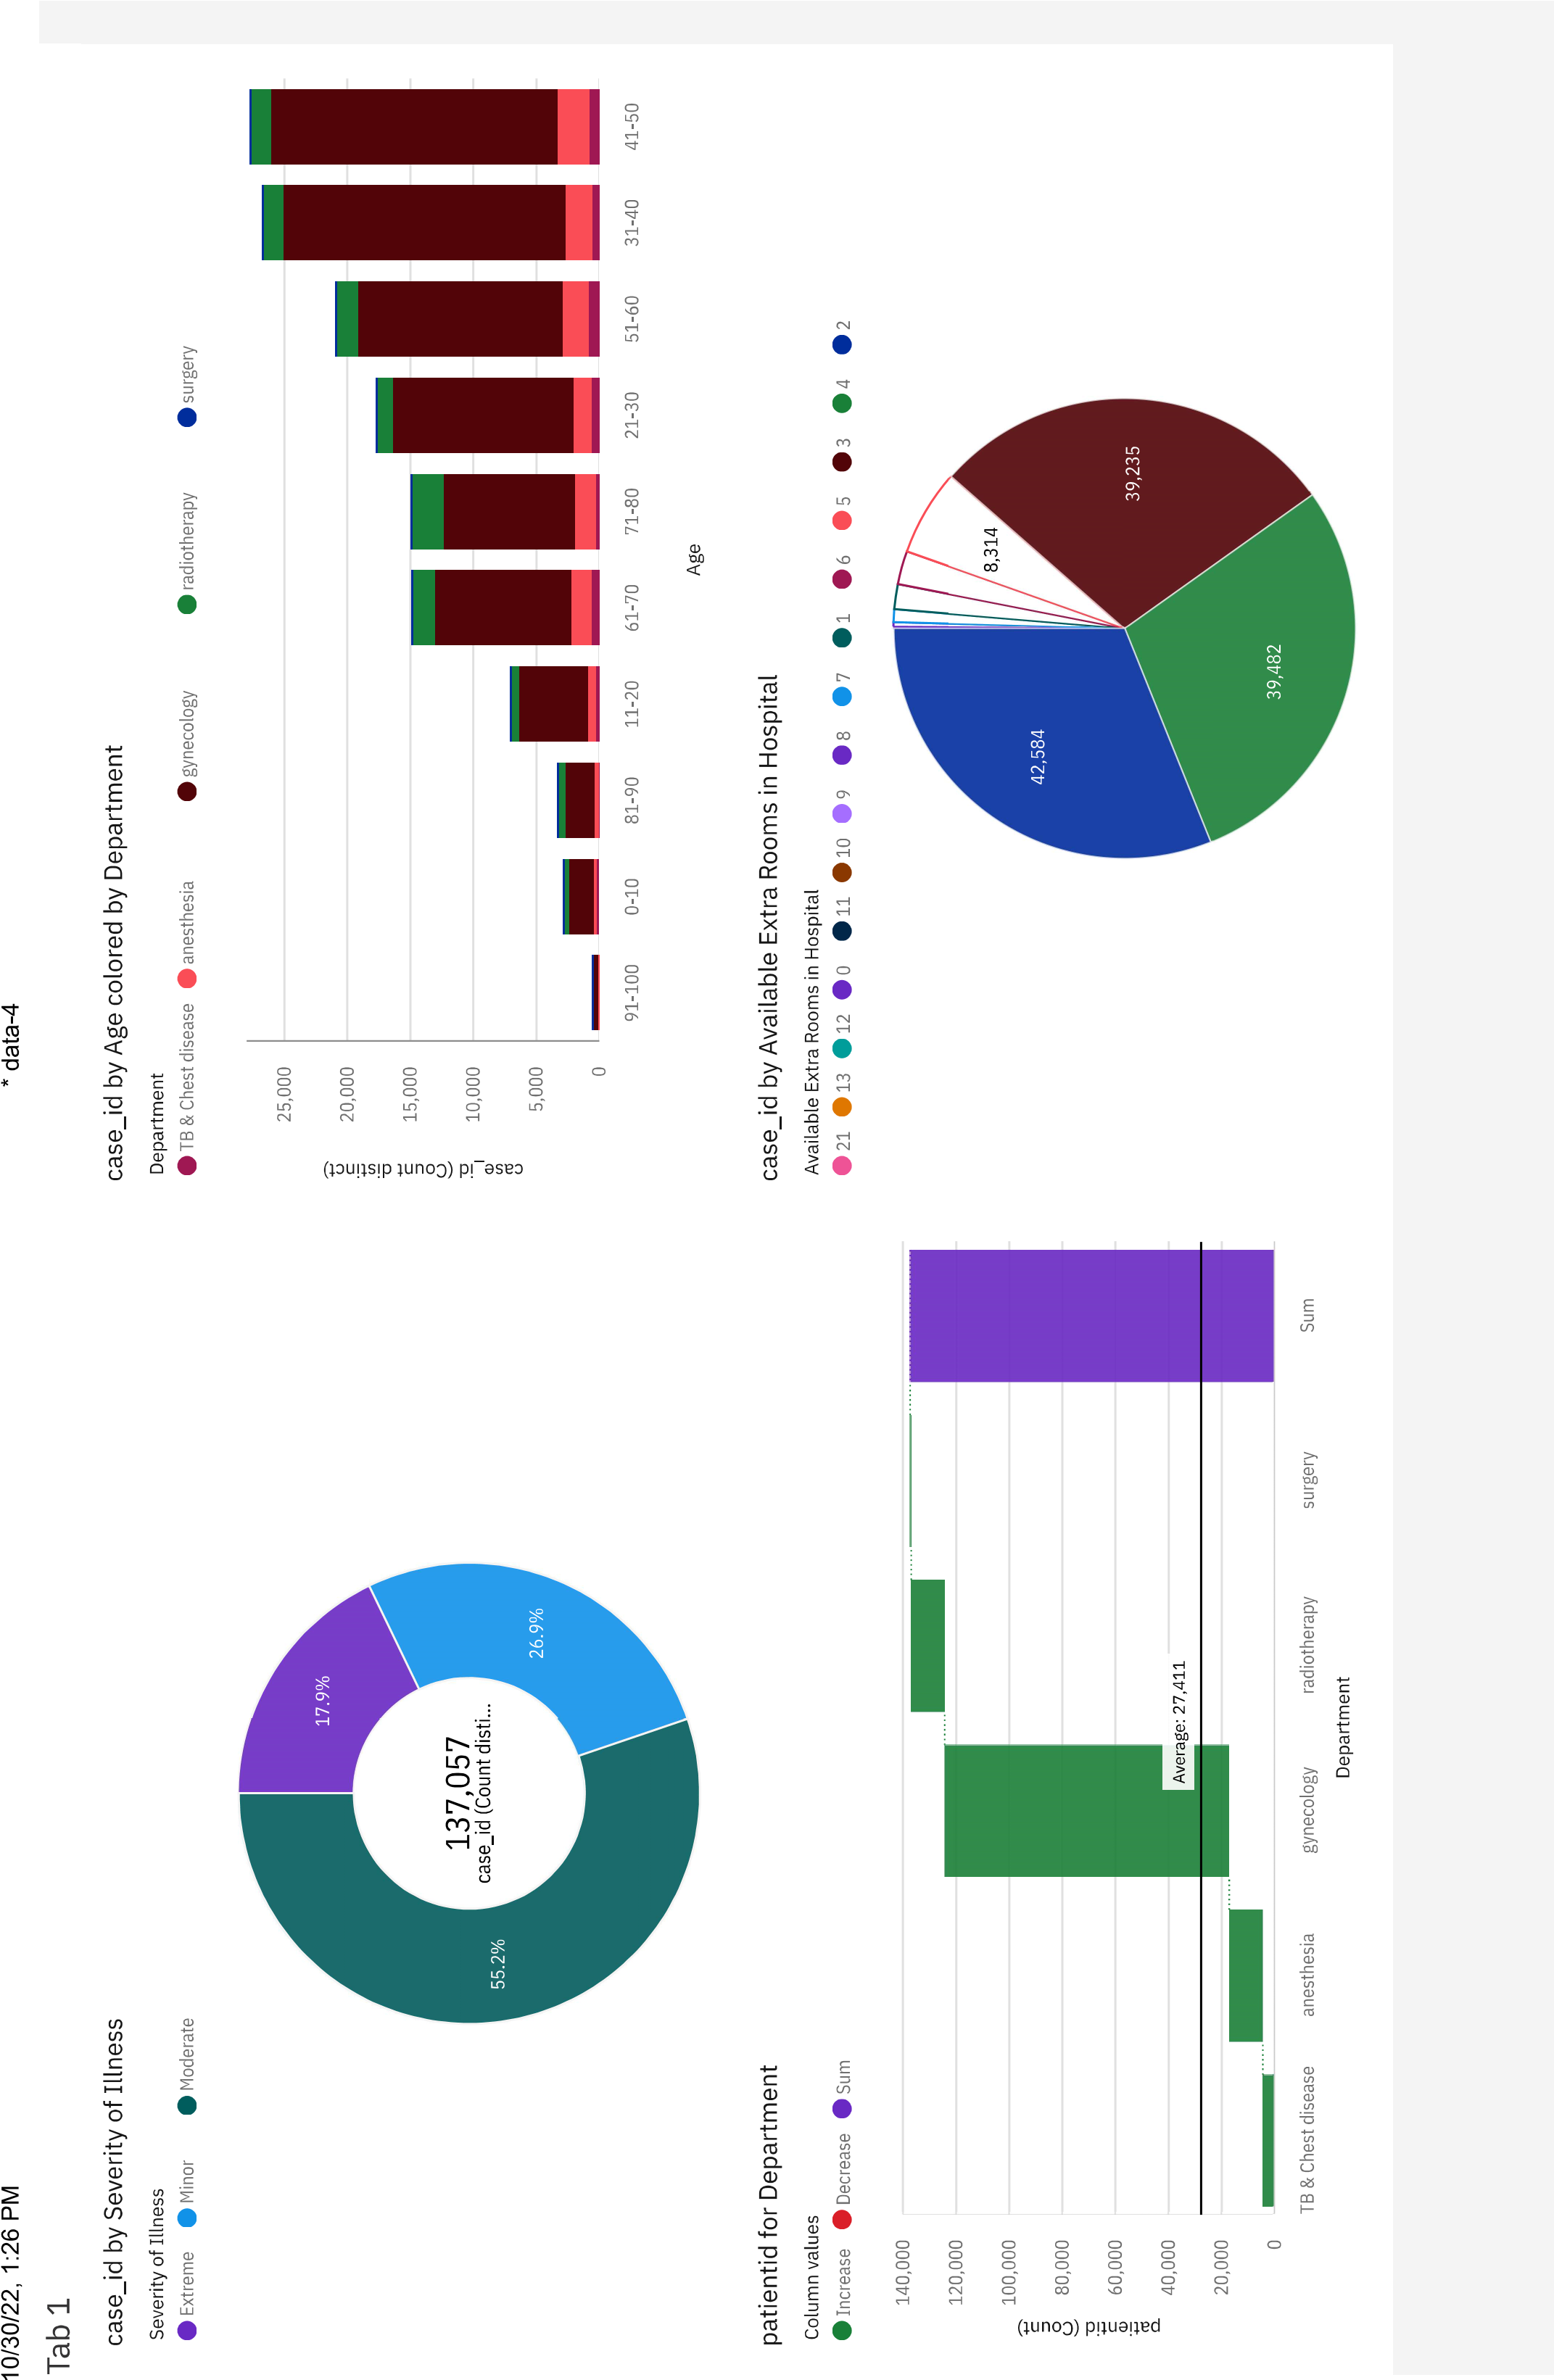 10/30/22, 1:26 PM
* data-4
Tab 1
case_id by Severity of Illness
Severity of Illness
Extreme
Minor
Moderate
17.9%
26.9%
55.2%
137,057
case_id (Count disti...
case_id by Age colored by Department
Department
TB & Chest disease
anesthesia
gynecology
radiotherapy
surgery
case_id (Count distinct)
25,000
20,000
15,000
10,000
5,000
0
91-100
0-10
81-90
11-20
61-70
71-80
21-30
51-60
31-40
41-50
Age
patientid for Department
Column values
Increase
Decrease
Sum
patientid (Count)
140,000
120,000
100,000
80,000
60,000
40,000
20,000
0
Average: 27,411
TB & Chest disease
anesthesia
gynecology
radiotherapy
surgery
Sum
Department
case_id by Available Extra Rooms in Hospital
Available Extra Rooms in Hospital
21
13
12
0
11
10
9
8
7
1
6
5
3
4
2
8,314
39,235
42,584
39,482